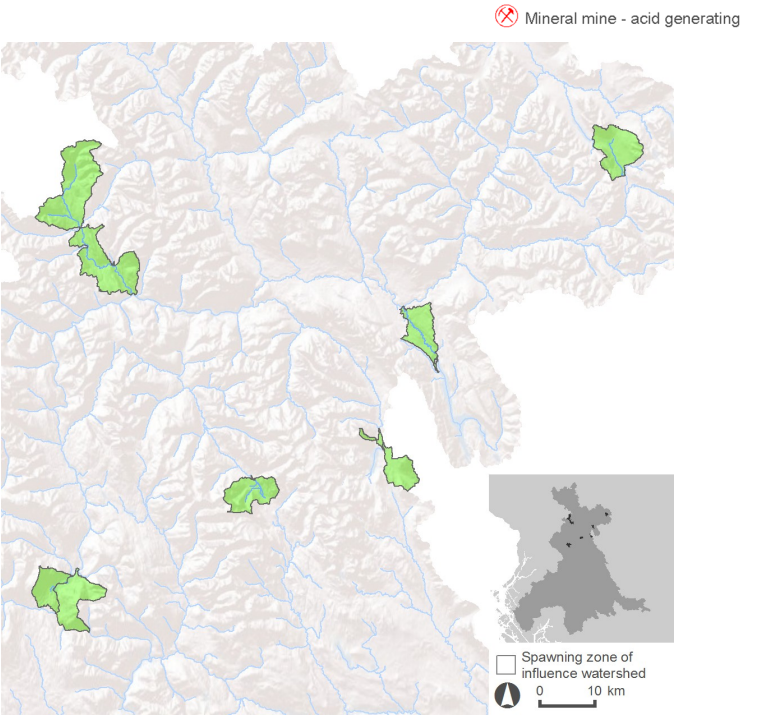 Mineral mine - acid generating
Spawning zone of
influence watershed
0 10 km